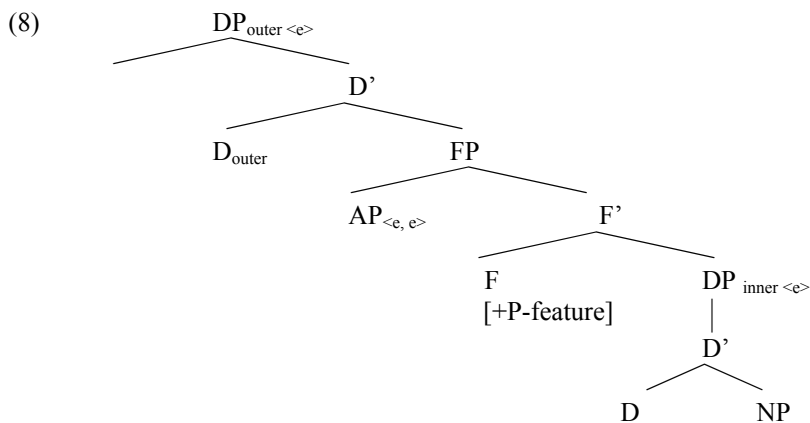 (8) DPouter <e>
D’
Douter FP
AP<e, e> F’
F DP inner <e>
[+P-feature]
D’
D NP